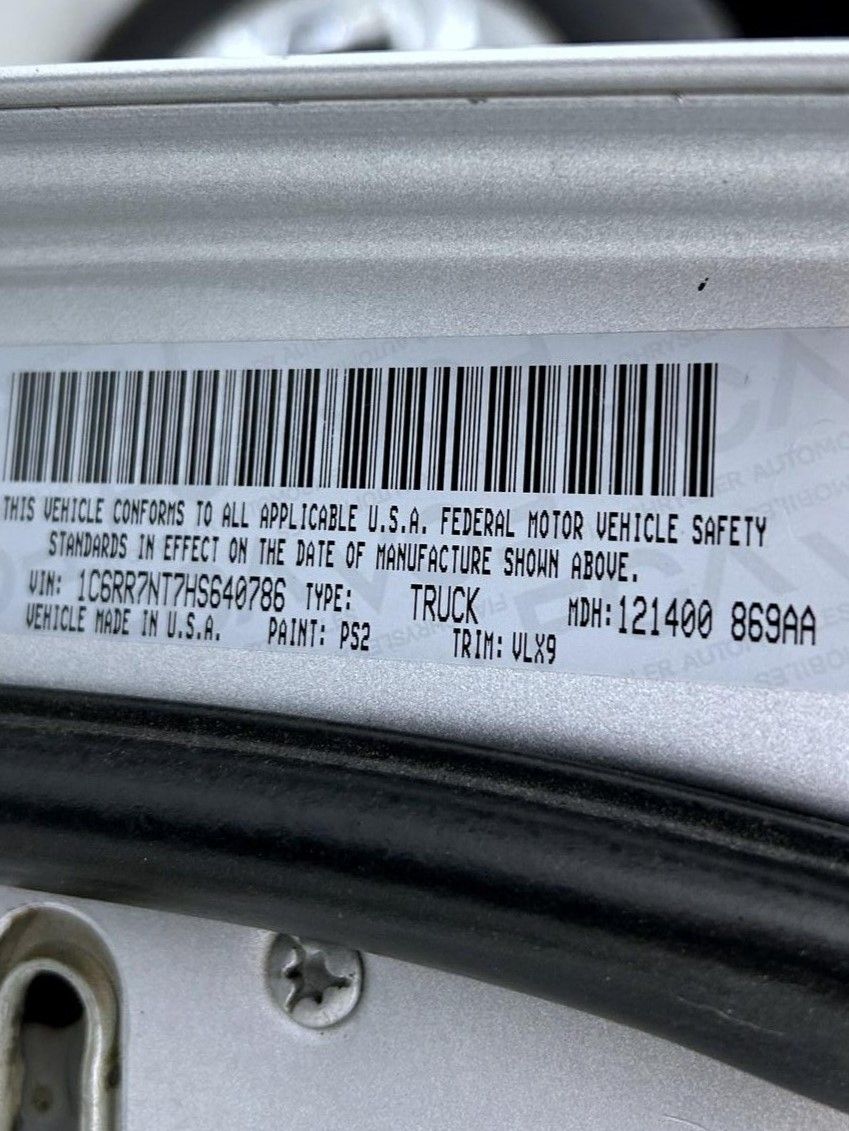 THIS VEHICLE CONFORMS TO ALL APPLICABLE U.S.A. FEDERAL MOTOR VEHICLE SAFETY
STANDARDS IN EFFECT ON THE DATE OF MANUFACTURE SHOWN ABOVE.
VIN: 1C6RR7NT7HS640786 TYPE: TRUCK MDH:121400 869AA
VEHICLE MADE IN U.S.A. PAINT: PS2 TRIM: VLX9